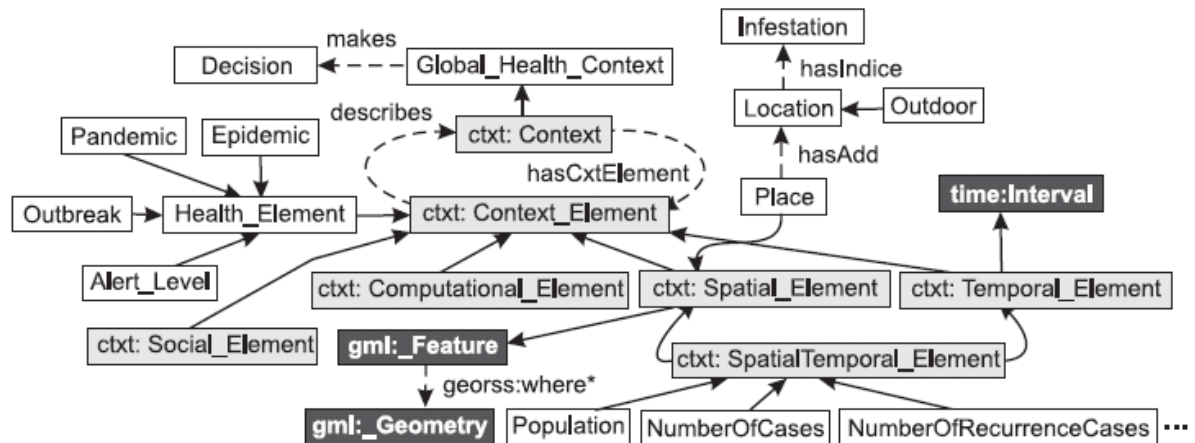 Infestation
makes
Decision
Global_Health_Context
hasIndice
describes
Location
Outdoor
Pandemic
Epidemic
ctxt: Context
hasAdd
hasCxtElement
Place
time:Interval
Outbreak
Health_Element
ctxt: Context_Element
Alert_Level
ctxt: Computational_Element
ctxt: Spatial_Element
ctxt: Temporal_Element
ctxt: Social_Element
gml:_Feature
ctxt: SpatialTemporal_Element
georss:where*
gml:_Geometry
Population
NumberOfCases
NumberOfRecurrenceCases
...